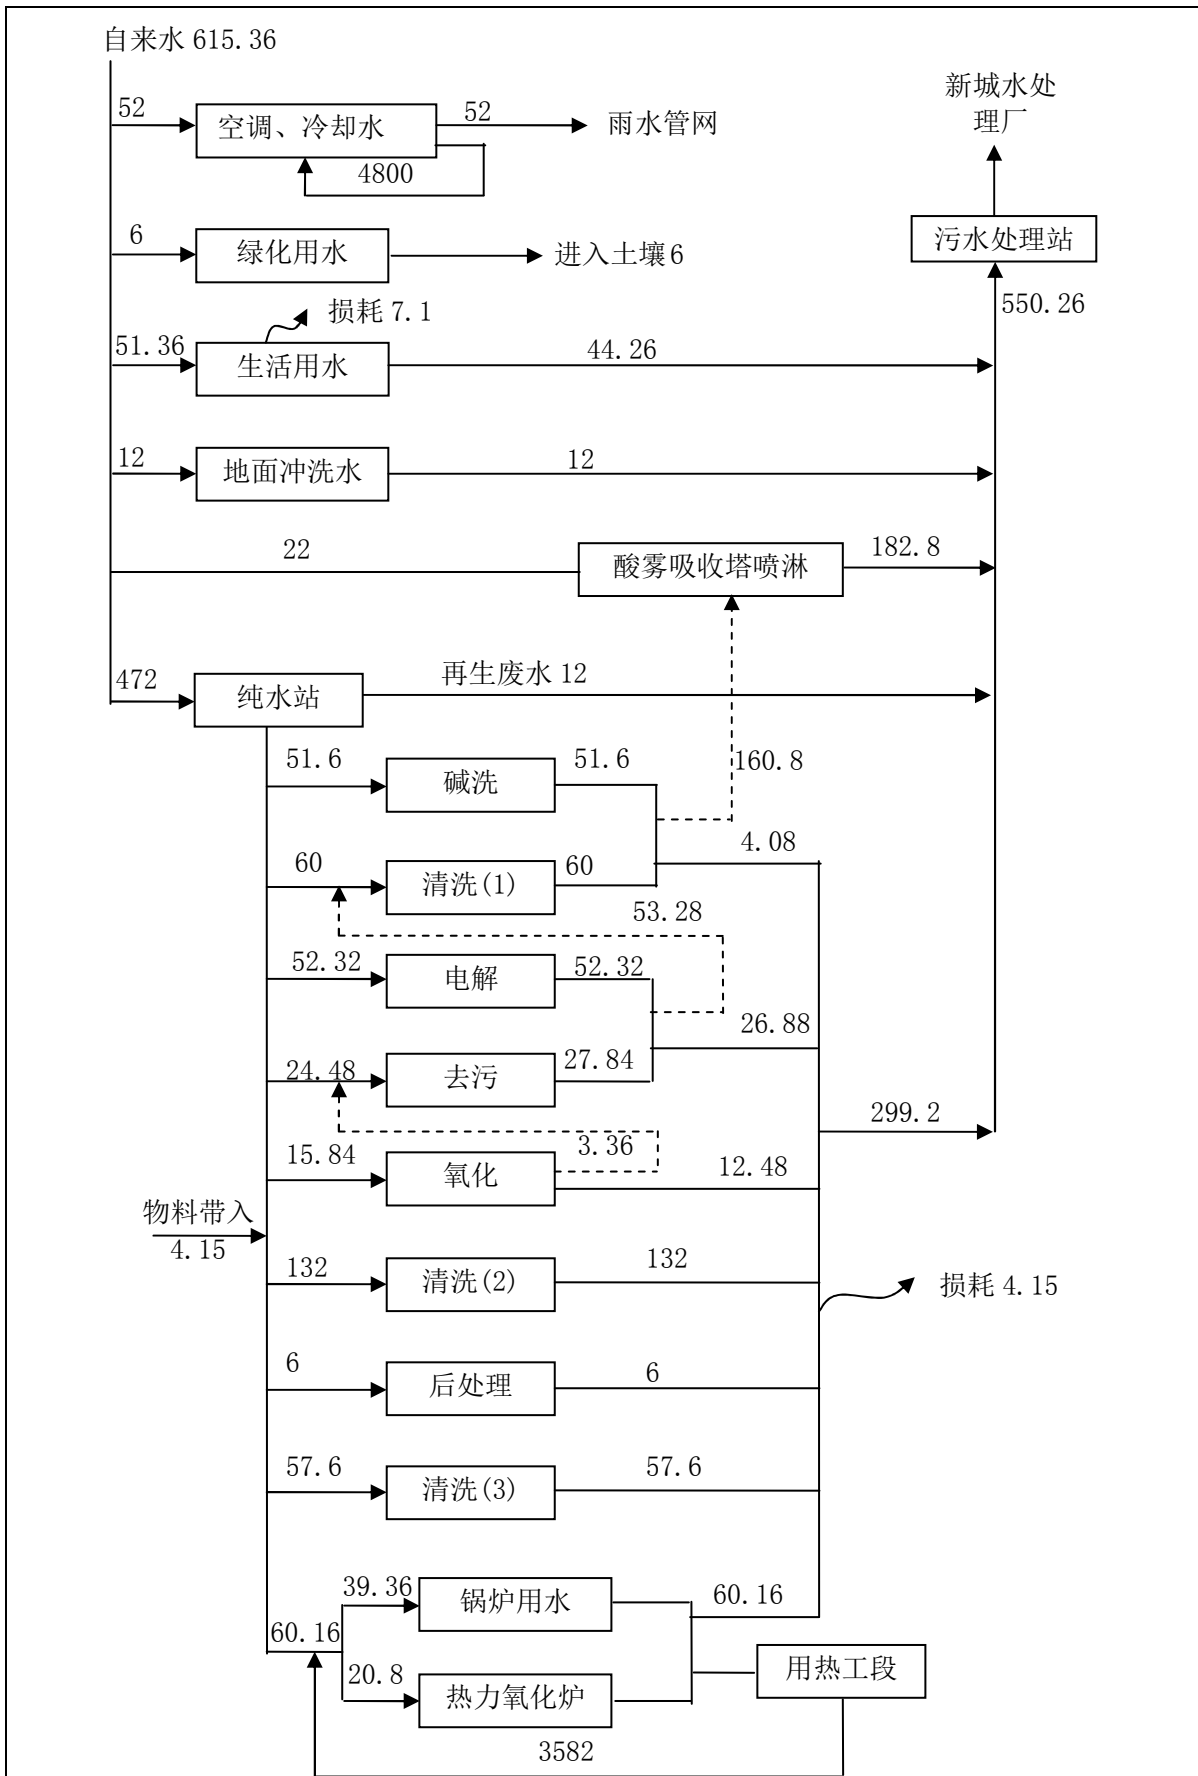 自来水 615.36
新城水处
理厂
52
空调、冷却水
52
雨水管网
4800
6
绿化用水
进入土壤6
污水处理站
550.26
损耗 7.1
51.36
生活用水
44.26
12
地面冲洗水
12
22
酸雾吸收塔喷淋
182.8
472
纯水站
再生废水 12
51.6
碱洗
51.6
160.8
4.08
60
清洗(1)
60
53.28
52.32
电解
52.32
26.88
24.48
去污
27.84
299.2
15.84
氧化
3.36
12.48
物料带入
4.15
132
清洗(2)
132
损耗 4.15
6
后处理
6
57.6
清洗(3)
57.6
39.36
锅炉用水
60.16
60.16
用热工段
20.8
热力氧化炉
3582